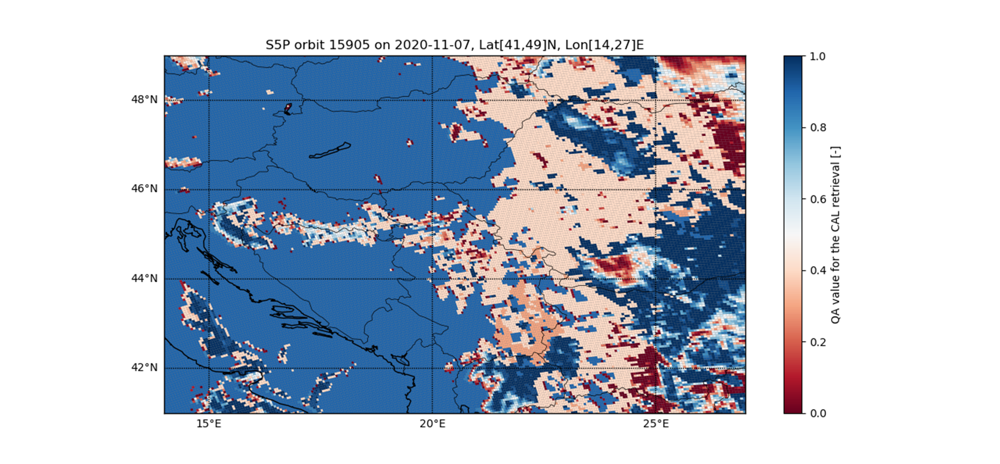 S5P orbit 15905 on 2020-11-07, Lat[41,49]N, Lon[14,27]E
48°N
46°N
44°N
42°N
15°E
20°E
25°E
1.0
0.8
0.6
0.4
0.2
0.0
QA value for the CAL retrieval [-]